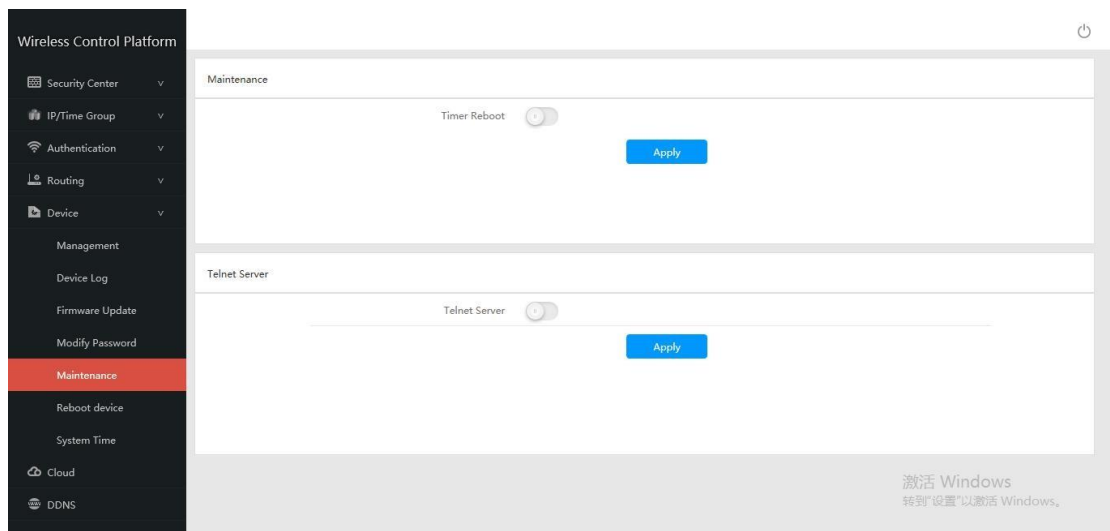 Wireless Control Platform
Security Center
IP/Time Group
Authentication
Routing
Device
Management
Device Log
Firmware Update
Modify Password
Maintenance
Reboot device
System Time
Cloud
DDNS
Maintenance
Timer Reboot
Apply
Telnet Server
Telnet Server
Apply
激活 Windows
转到"设置"以激活 Windows。